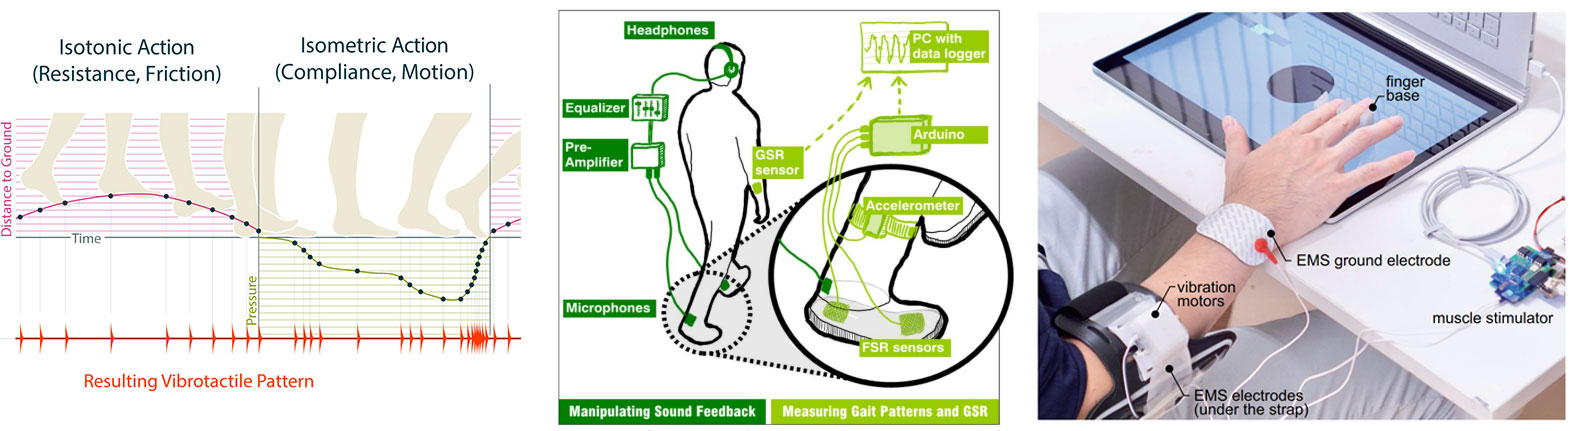 Isotonic Action
(Resistance, Friction)
Isometric Action
(Compliance, Motion)
Distance to Ground
Time
Pressure
Resulting Vibrotactile Pattern
Headphones
Equalizer
Pre-
Amplifier
Microphones
PC with
data logger
Arduino
GSR
sensor
Accelerometer
FSR sensors
Manipulating Sound Feedback
Measuring Gait Patterns and GSR
finger
base
EMS ground electrode
vibration
motors
muscle stimulator
EMS electrodes
(under the strap)